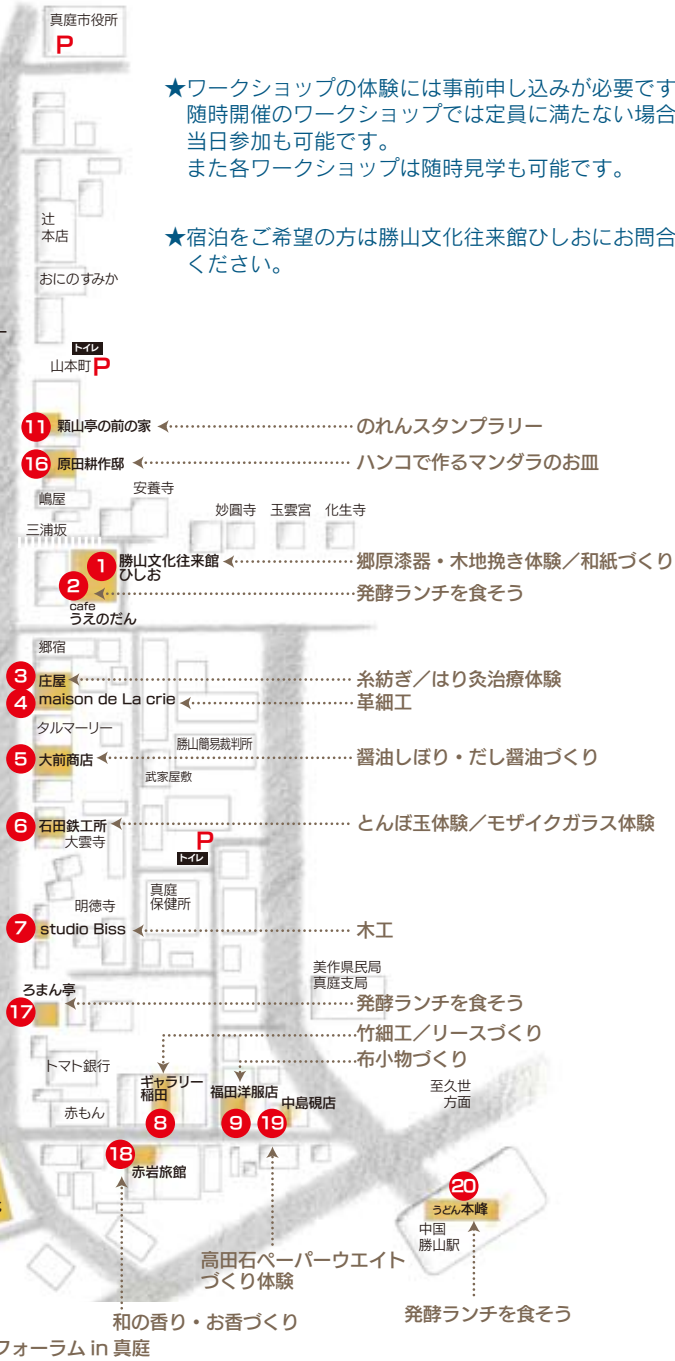 真庭市役所
P
★ワークショップの体験には事前申し込みが必要です
随時開催のワークショップでは定員に満たない場合
当日参加も可能です。
また各ワークショップは随時見学も可能です。
★宿泊をご希望の方は勝山文化往来館ひしおにお問合
ください。
辻
本店
おにのすみか
トイレ
山本町 P
11 顆山亭の前の家 のれんスタンプラリー
16 原田耕作邸 ハンコで作るマンダラのお皿
嶋屋
安養寺
妙圓寺 玉雲宮 化生寺
三浦坂
1 勝山文化往来館
ひしお
郷原漆器・木地挽き体験／和紙づくり
2 cafe
うえのだん
発酵ランチを食そう
郷宿
3 庄屋 糸紡ぎ／はり灸治療体験
4 maison de La crie 革細工
タルマーリー
勝山簡易裁判所
5 大前商店 醤油しぼり・だし醤油づくり
武家屋敷
6 石田鉄工所 とんぼ玉体験／モザイクガラス体験
大雲寺
P
トイレ
真庭
保健所
明徳寺
7 studio Biss 木工
美作県民局
真庭支局
ろまん亭
17
発酵ランチを食そう
竹細工／リースづくり
布小物づくり
トマト銀行
至久世
方面
ギャラリー
稲田
8
福田洋服店
9
中島硯店
19
赤もん
18
赤岩旅館
20
うどん本峰
中国
勝山駅
高田石ペーパーウエイト
づくり体験
和の香り・お香づくり
発酵ランチを食そう
フォーラム in 真庭